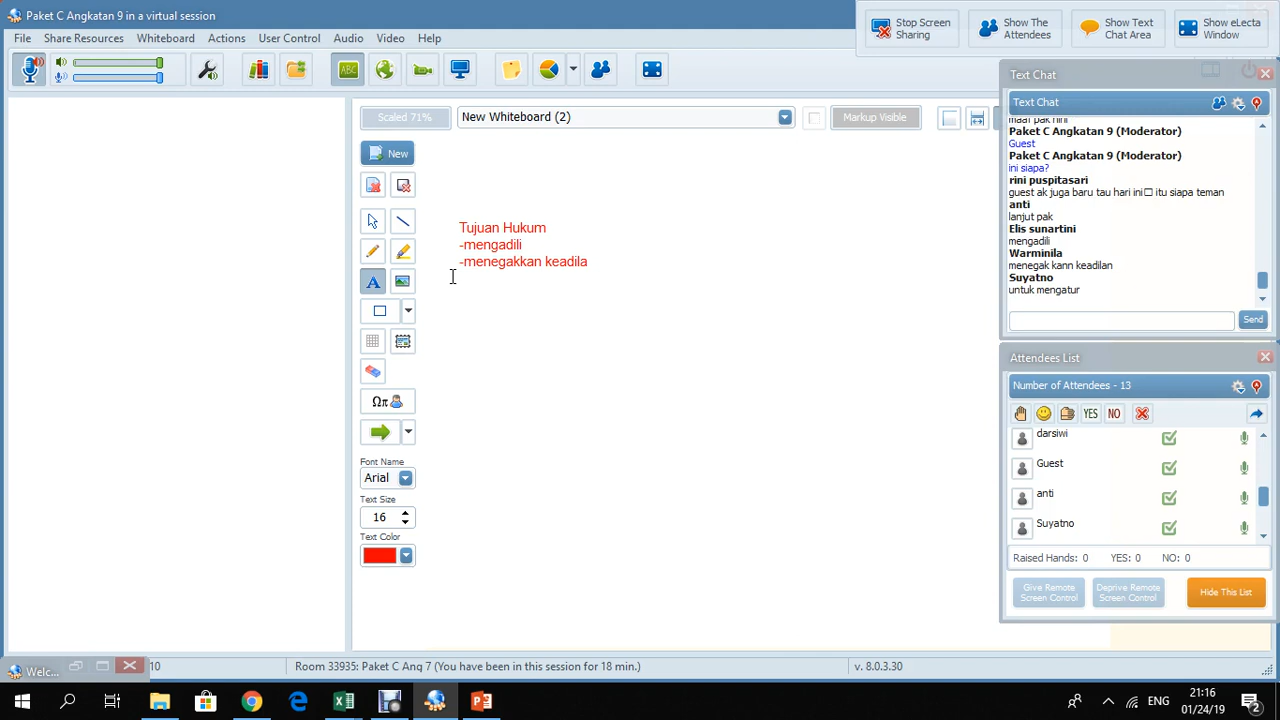 Paket C Angkatan 9 in a virtual session
File Share Resources Whiteboard Actions User Control Audio Video Help
Stop Screen
Sharing
Show The
Attendees
Show Text
Chat Area
Show eLecta
Window
ABC
Scaled 71%
New Whiteboard (2)
Markup Visible
New
Tujuan Hukum
-mengadili
-menegakkan keadila
A
Ωπ
Font Name
Arial
Text Size
16
Text Color
Text Chat
Text Chat
Paket C Angkatan 9 (Moderator)
Guest
Paket C Angkatan 9 (Moderator)
ini siapa?
rini puspitasari
guest ak juga baru tau hari ini□ itu siapa teman
anti
lanjut pak
Elis sunartini
mengadili
Warminila
menegak kann keadilan
Suyatno
untuk mengatur
Send
Attendees List
Number of Attendees - 13
YES NO
darsiwi
Guest
anti
Suyatno
Raised Hands: 0 YES: 0 NO: 0
Give Remote
Screen Control
Deprive Remote
Screen Control
Hide This List
Welc...
10
Room 33935: Paket C Ang 7 (You have been in this session for 18 min.)
v. 8.0.3.30
ENG
21:16
01/24/19
2